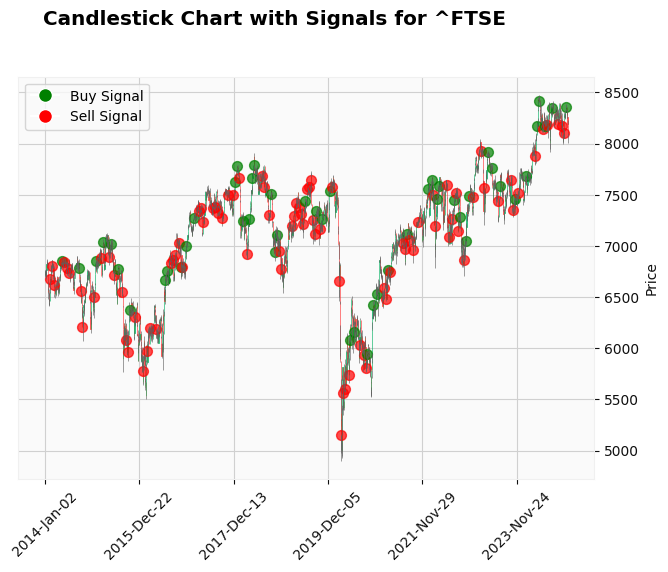 Candlestick Chart with Signals for ^FTSE
Buy Signal
Sell Signal
8500
8000
7500
7000
6500
6000
5500
5000
Price
2014-Jan-02
2015-Dec-22
2017-Dec-13
2019-Dec-05
2021-Nov-29
2023-Nov-24